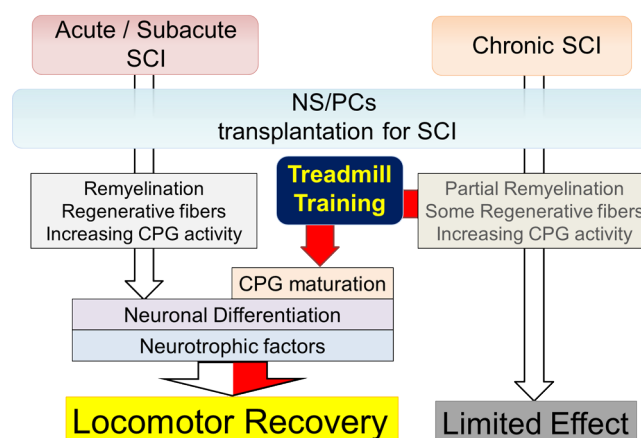 Acute / Subacute
SCI
Chronic SCI
NS/PCs
transplantation for SCI
Treadmill
Training
Remyelination
Regenerative fibers
Increasing CPG activity
Partial Remyelination
Some Regenerative fibers
Increasing CPG activity
CPG maturation
Neuronal Differentiation
Neurotrophic factors
Locomotor Recovery
Limited Effect